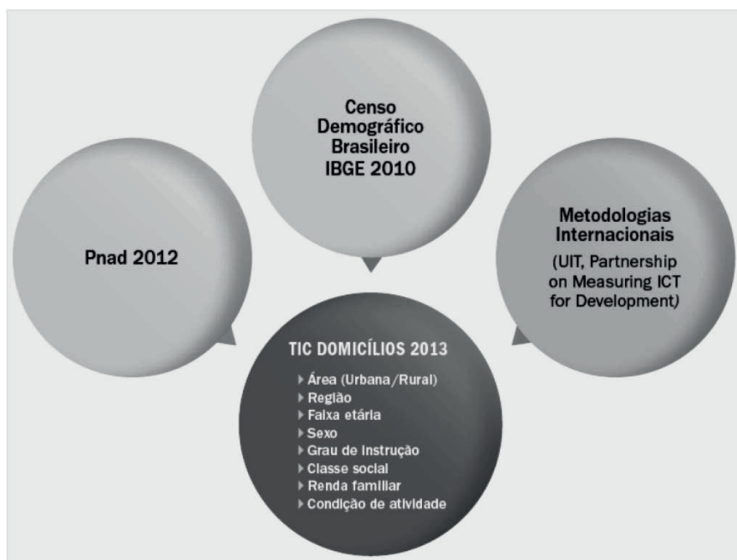 Censo
Demográfico
Brasileiro
IBGE 2010
Pnad 2012
Metodologias
Internacionais
(UIT, Partnership
on Measuring ICT
for Development)
TIC DOMICÍLIOS 2013
Área (Urbana/Rural)
Região
Faixa etária
Sexo
Grau de Instrução
Classe social
Renda familiar
Condição de atividade